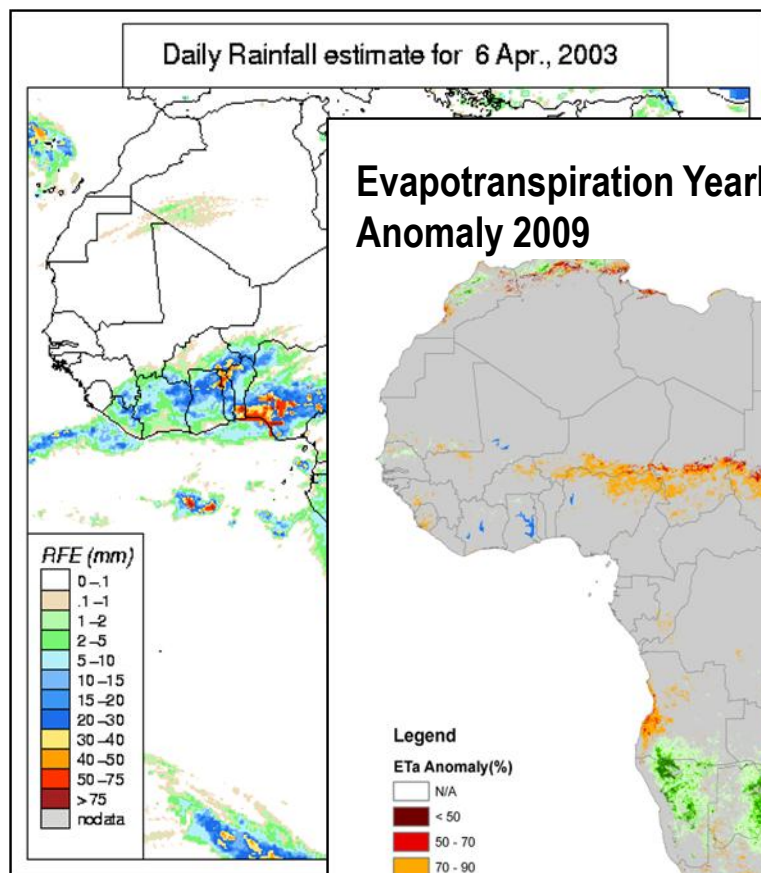 Daily Rainfall estimate for 6 Apr., 2003
Evapotranspiration Yearl
Anomaly 2009
RFE (mm)
0-.1
.1-1
1-2
2-5
5-10
10-15
15-20
20-30
30-40
40-50
50-75
>75
nodata
Legend
ETa Anomaly(%)
N/A
< 50
50 - 70
70 - 90